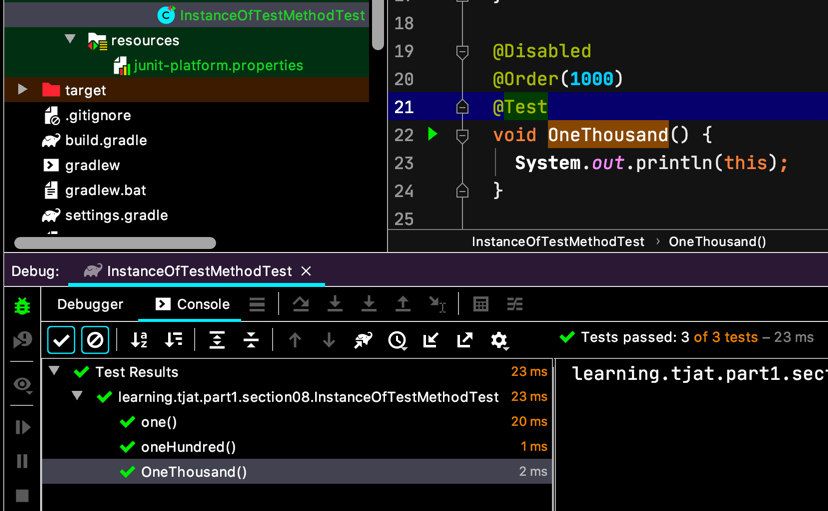 InstanceOfTestMethodTest
resources
junit-platform.properties
target
.gitignore
build.gradle
gradlew
gradlew.bat
settings.gradle
18
19 @Disabled
20 @Order(1000)
21 @Test
22 void OneThousand() {
23 System.out.println(this);
24 }
25
InstanceOfTestMethodTest › OneThousand()
Debug: InstanceOfTestMethodTest ×
Debugger Console
Tests passed: 3 of 3 tests – 23 ms
Test Results 23 ms
learning.tjat.part1.section08.InstanceOfTestMethodTest 23 ms
one() 20 ms
oneHundred() 1 ms
OneThousand() 2 ms
learning.tjat.part1.sec